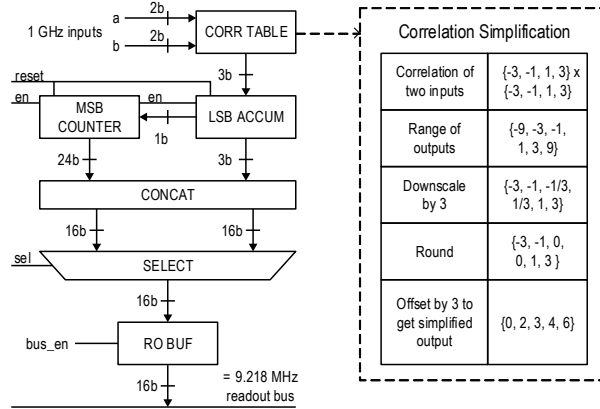 a
2b
1 GHz inputs
b
2b
CORR TABLE
reset
3b
en
MSB
COUNTER
en
1b
LSB ACCUM
24b
3b
CONCAT
16b
16b
sel
SELECT
16b
bus_en
RO BUF
16b
= 9.218 MHz
readout bus
Correlation Simplification
Correlation of
two inputs
{-3, -1, 1, 3} x
{-3, -1, 1, 3}
Range of
outputs
{-9, -3, -1,
1, 3, 9}
Downscale
by 3
{-3, -1, -1/3,
1/3, 1, 3}
Round
{-3, -1, 0,
0, 1, 3 }
Offset by 3 to
get simplified
output
{0, 2, 3, 4, 6}